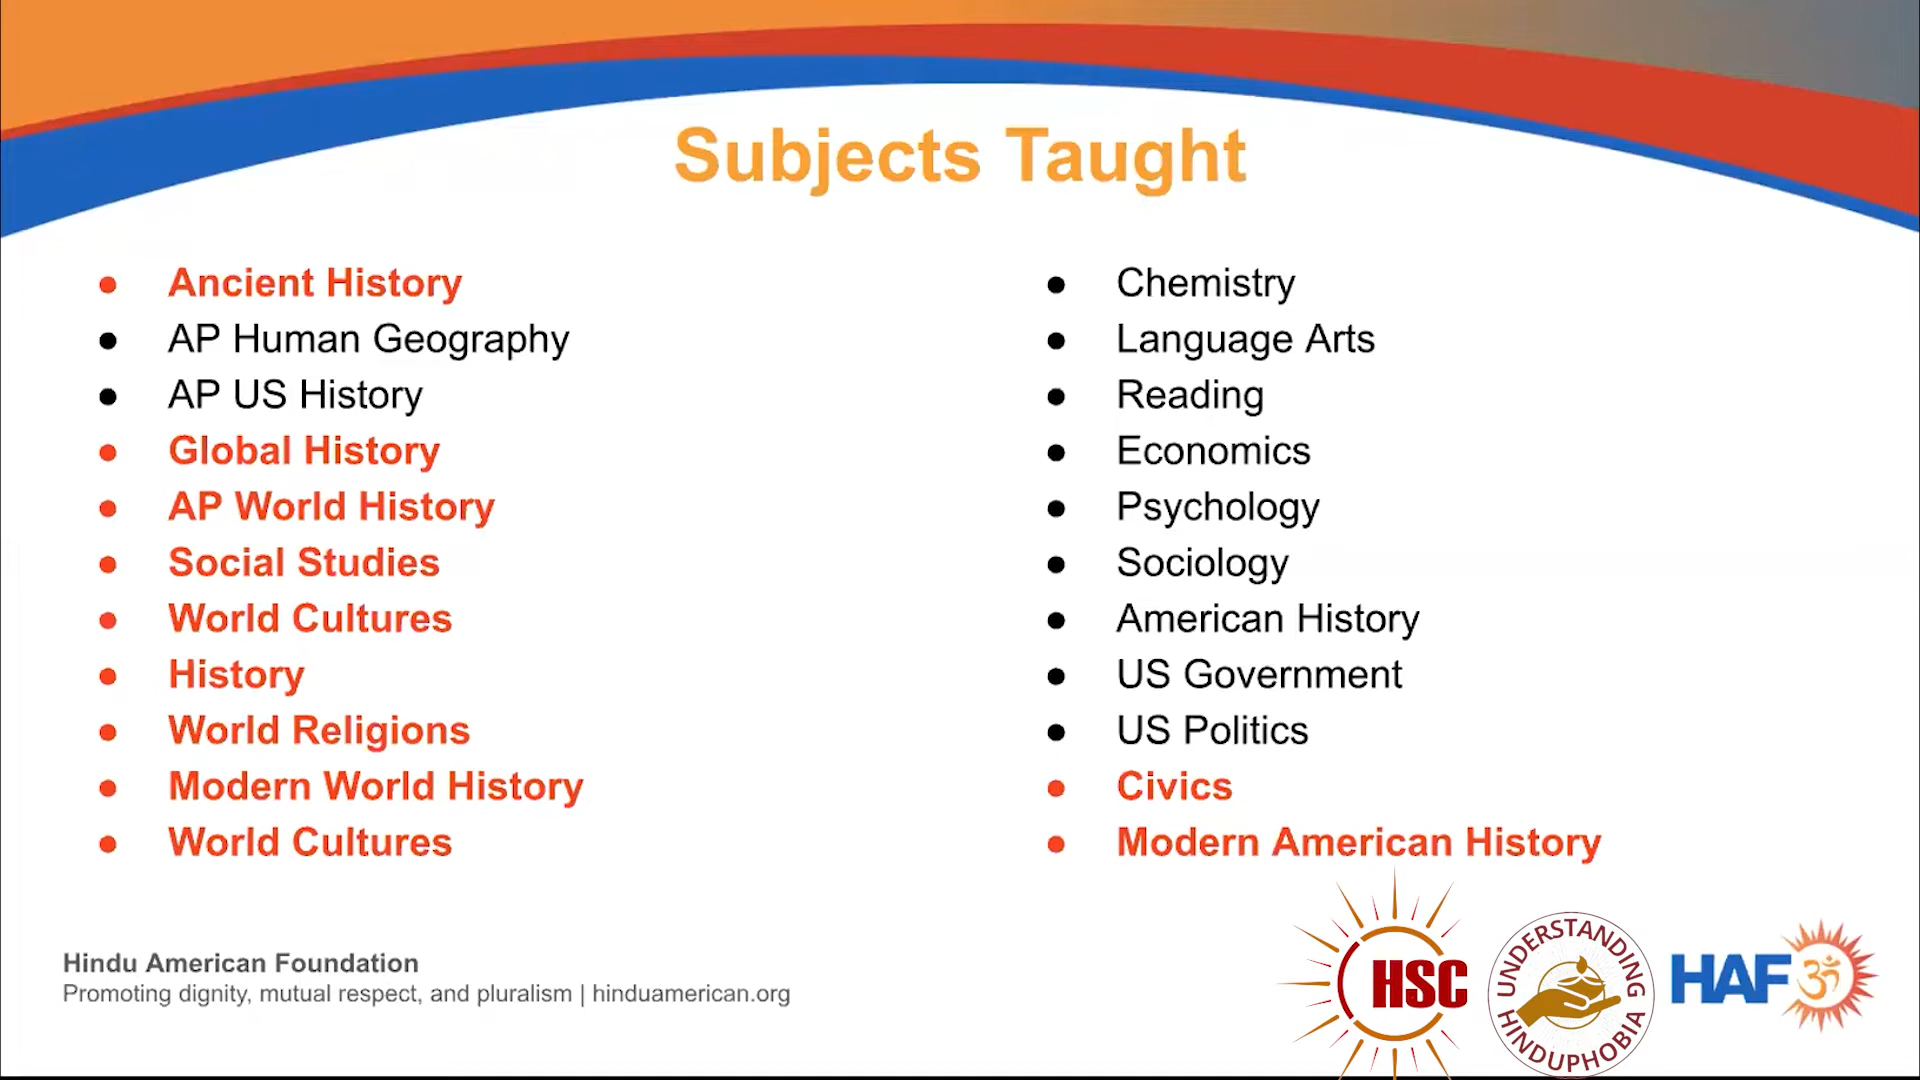 Subjects Taught
Ancient History
AP Human Geography
AP US History
Global History
AP World History
Social Studies
World Cultures
History
World Religions
Modern World History
World Cultures
Chemistry
Language Arts
Reading
Economics
Psychology
Sociology
American History
US Government
US Politics
Civics
Modern American History
Hindu American Foundation
Promoting dignity, mutual respect, and pluralism | hinduamerican.org
HSC
UNDERSTANDING
HINDUPHOBIA
HAF ॐ